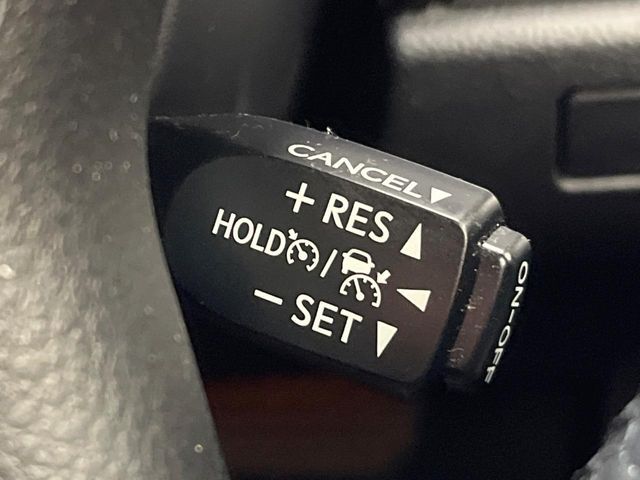 CANCEL▼
+ RES ▲
HOLD / ◀
− SET ▼
ON-OFF